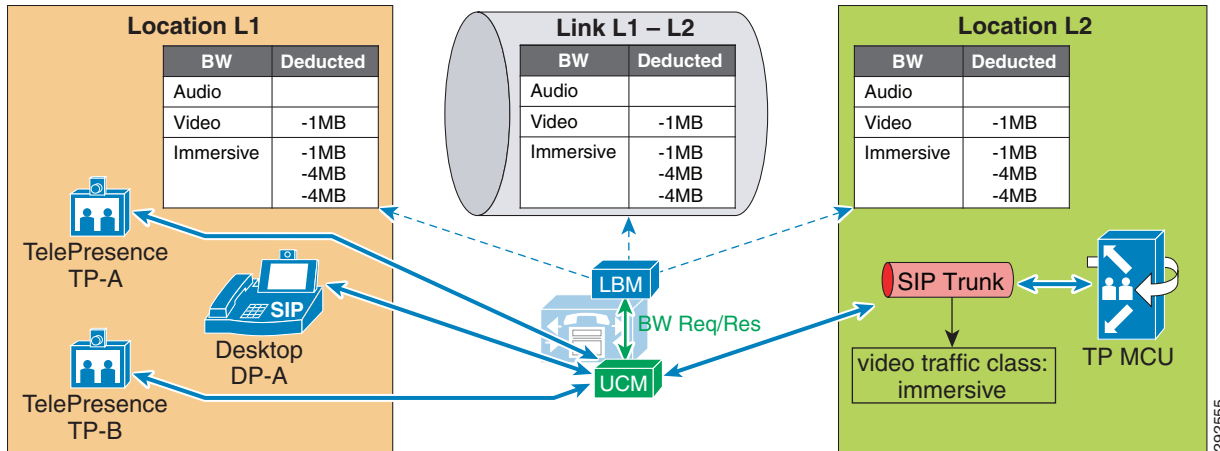 Location L1
BW Deducted
Audio
Video -1MB
Immersive -1MB
-4MB
-4MB
Link L1 – L2
BW Deducted
Audio
Video -1MB
Immersive -1MB
-4MB
-4MB
Location L2
BW Deducted
Audio
Video -1MB
Immersive -1MB
-4MB
-4MB
TelePresence
TP-A
SIP
Desktop
DP-A
TelePresence
TP-B
LBM
BW Req/Res
UCM
SIP Trunk
video traffic class:
immersive
TP MCU
292555